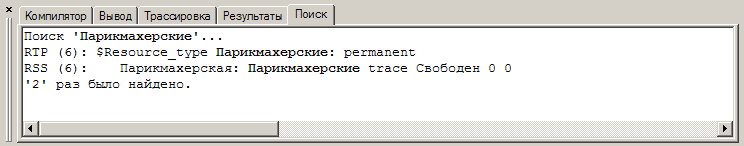 Компилятор Вывод Трассировка Результаты Поиск
Поиск 'Парикмахерские'...
RTP (6): $Resource_type Парикмахерские: permanent
RSS (6):    Парикмахерская: Парикмахерские trace Свободен 0 0
'2' раз было найдено.